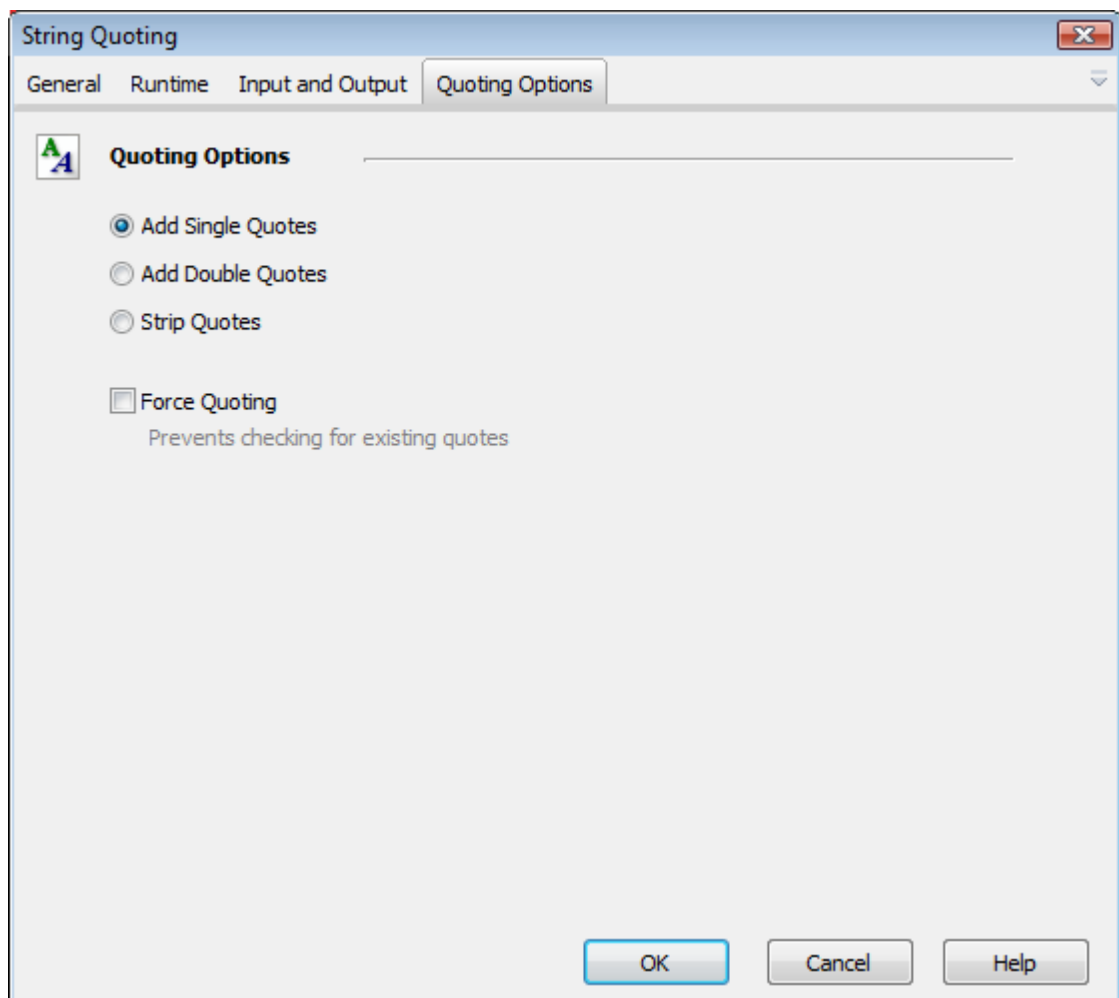 String Quoting
General Runtime Input and Output Quoting Options
Quoting Options
Add Single Quotes
Add Double Quotes
Strip Quotes
Force Quoting
Prevents checking for existing quotes
OK Cancel Help